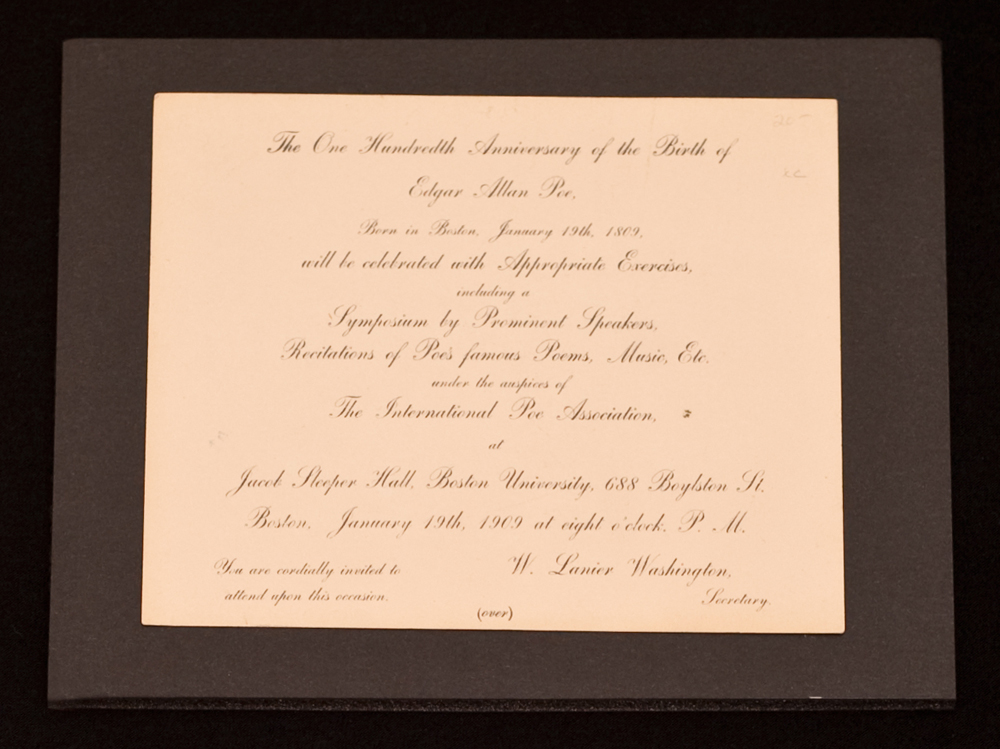 The One Hundredth Anniversary of the Birth of
Edgar Allan Poe,
Born in Boston, January 19th, 1809,
will be celebrated with Appropriate Exercises,
including a
Symposium by Prominent Speakers,
Recitations of Poe's famous Poems, Music, Etc.
under the auspices of
The International Poe Association,
at
Jacob Sleeper Hall, Boston University, 688 Boylston St.
Boston, January 19th, 1909 at eight o'clock, P. M.
You are cordially invited to
attend upon this occasion.
W. Lanier Washington,
Secretary.
(over)